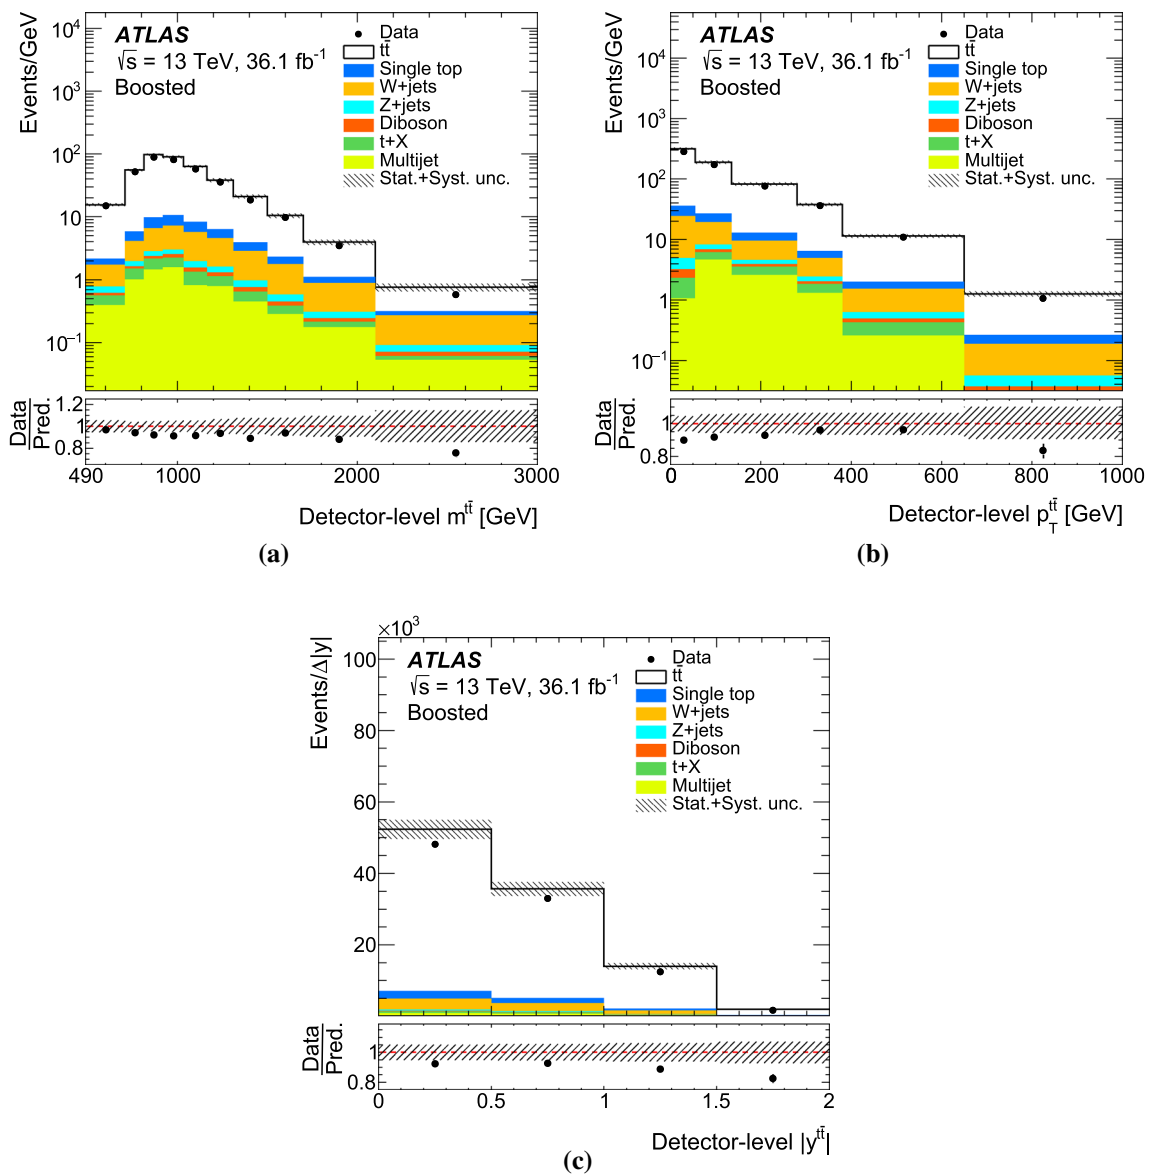 Events/GeV
10⁴
10³
10²
10
1
10⁻¹
ATLAS
√s = 13 TeV, 36.1 fb⁻¹
Boosted
Data
tt̄
Single top
W+jets
Z+jets
Diboson
t+X
Multijet
Stat.+Syst. unc.
Data
Pred.
1.2
1
0.8
490 1000 2000 3000
Detector-level m^{tt̄} [GeV]
(a)
Events/GeV
10⁴
10³
10²
10
1
10⁻¹
ATLAS
√s = 13 TeV, 36.1 fb⁻¹
Boosted
Data
tt̄
Single top
W+jets
Z+jets
Diboson
t+X
Multijet
Stat.+Syst. unc.
Data
Pred.
1
0.8
0 200 400 600 800 1000
Detector-level p_T^{tt̄} [GeV]
(b)
×10³
Events/Δ|y|
100
80
60
40
20
0
ATLAS
√s = 13 TeV, 36.1 fb⁻¹
Boosted
Data
tt̄
Single top
W+jets
Z+jets
Diboson
t+X
Multijet
Stat.+Syst. unc.
Data
Pred.
1
0.8
0 0.5 1 1.5 2
Detector-level |y^{tt̄}|
(c)